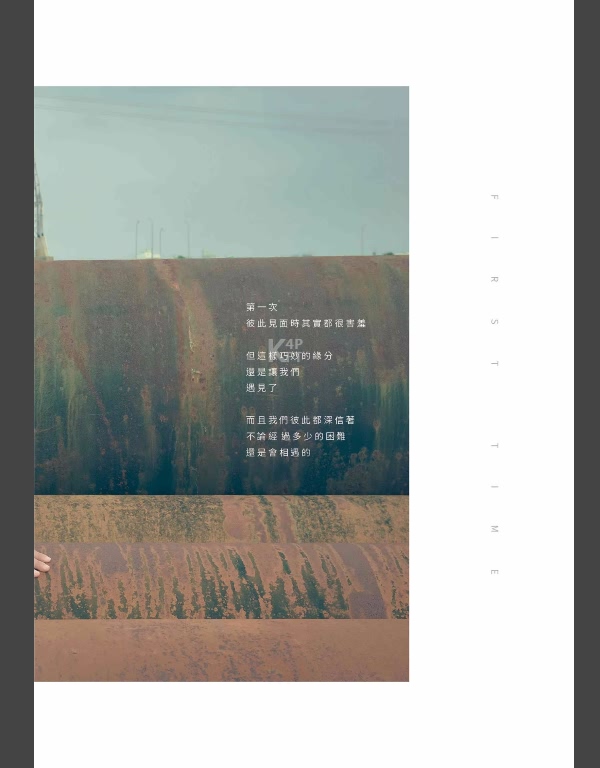 第一次
彼此見面時其實都很害羞
但這樣巧妙的緣分
還是讓我們
遇見了
而且我們彼此都深信著
不論經過多少的困難
還是會相遇的
K4P
FIRST TIME